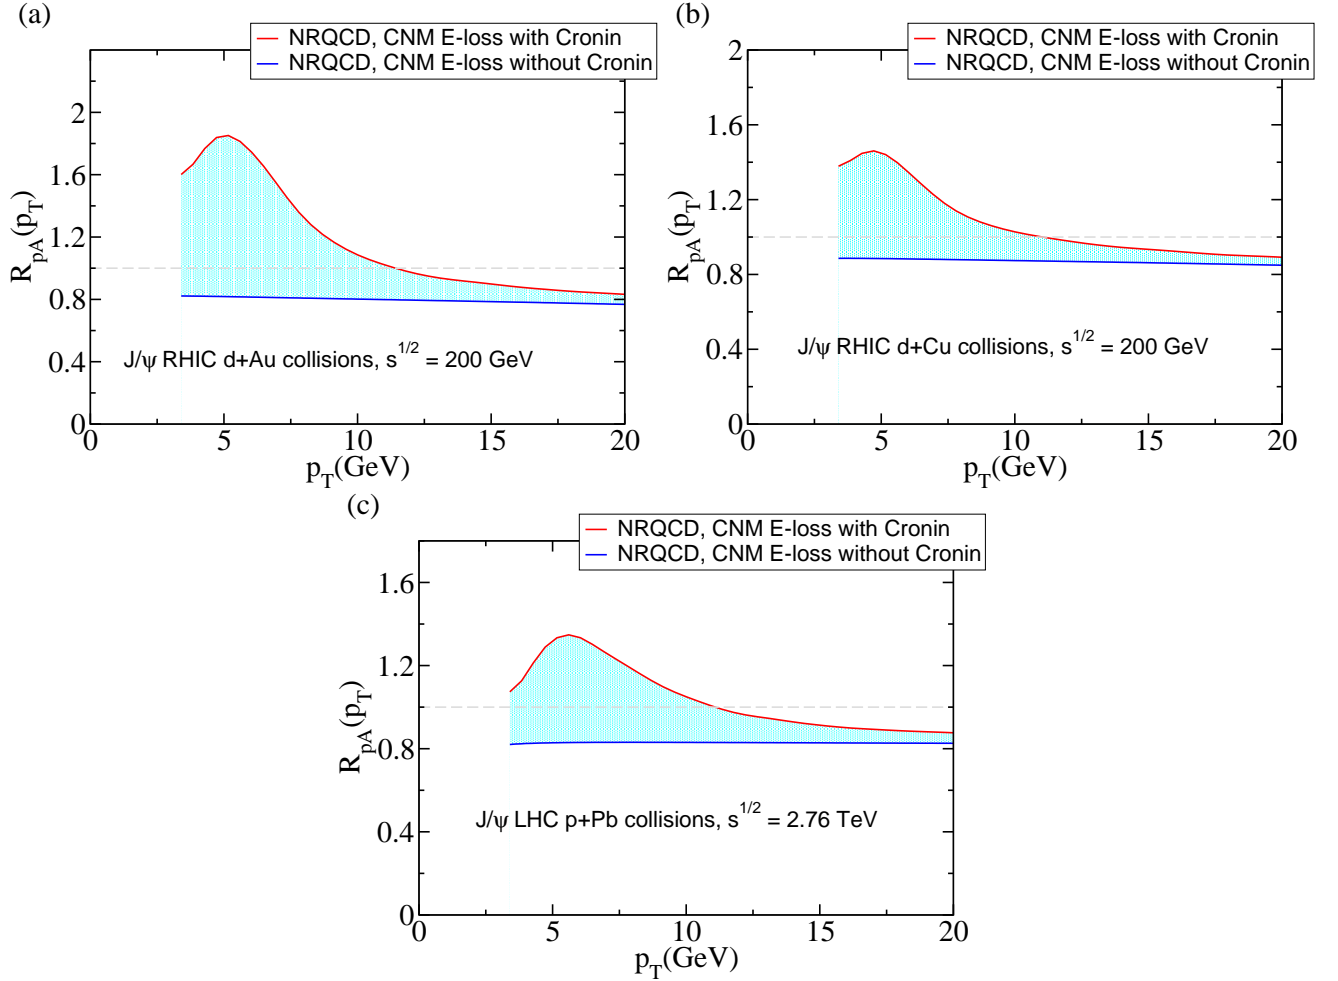 (a)
NRQCD, CNM E-loss with Cronin
NRQCD, CNM E-loss without Cronin
R_pA(p_T)
2
1.6
1.2
0.8
0.4
0
J/ψ RHIC d+Au collisions, s^1/2 = 200 GeV
0 5 10 15 20
p_T(GeV)
(b)
NRQCD, CNM E-loss with Cronin
NRQCD, CNM E-loss without Cronin
R_pA(p_T)
2
1.6
1.2
0.8
0.4
0
J/ψ RHIC d+Cu collisions, s^1/2 = 200 GeV
0 5 10 15 20
p_T(GeV)
(c)
NRQCD, CNM E-loss with Cronin
NRQCD, CNM E-loss without Cronin
R_pA(p_T)
1.6
1.2
0.8
0.4
0
J/ψ LHC p+Pb collisions, s^1/2 = 2.76 TeV
0 5 10 15 20
p_T(GeV)